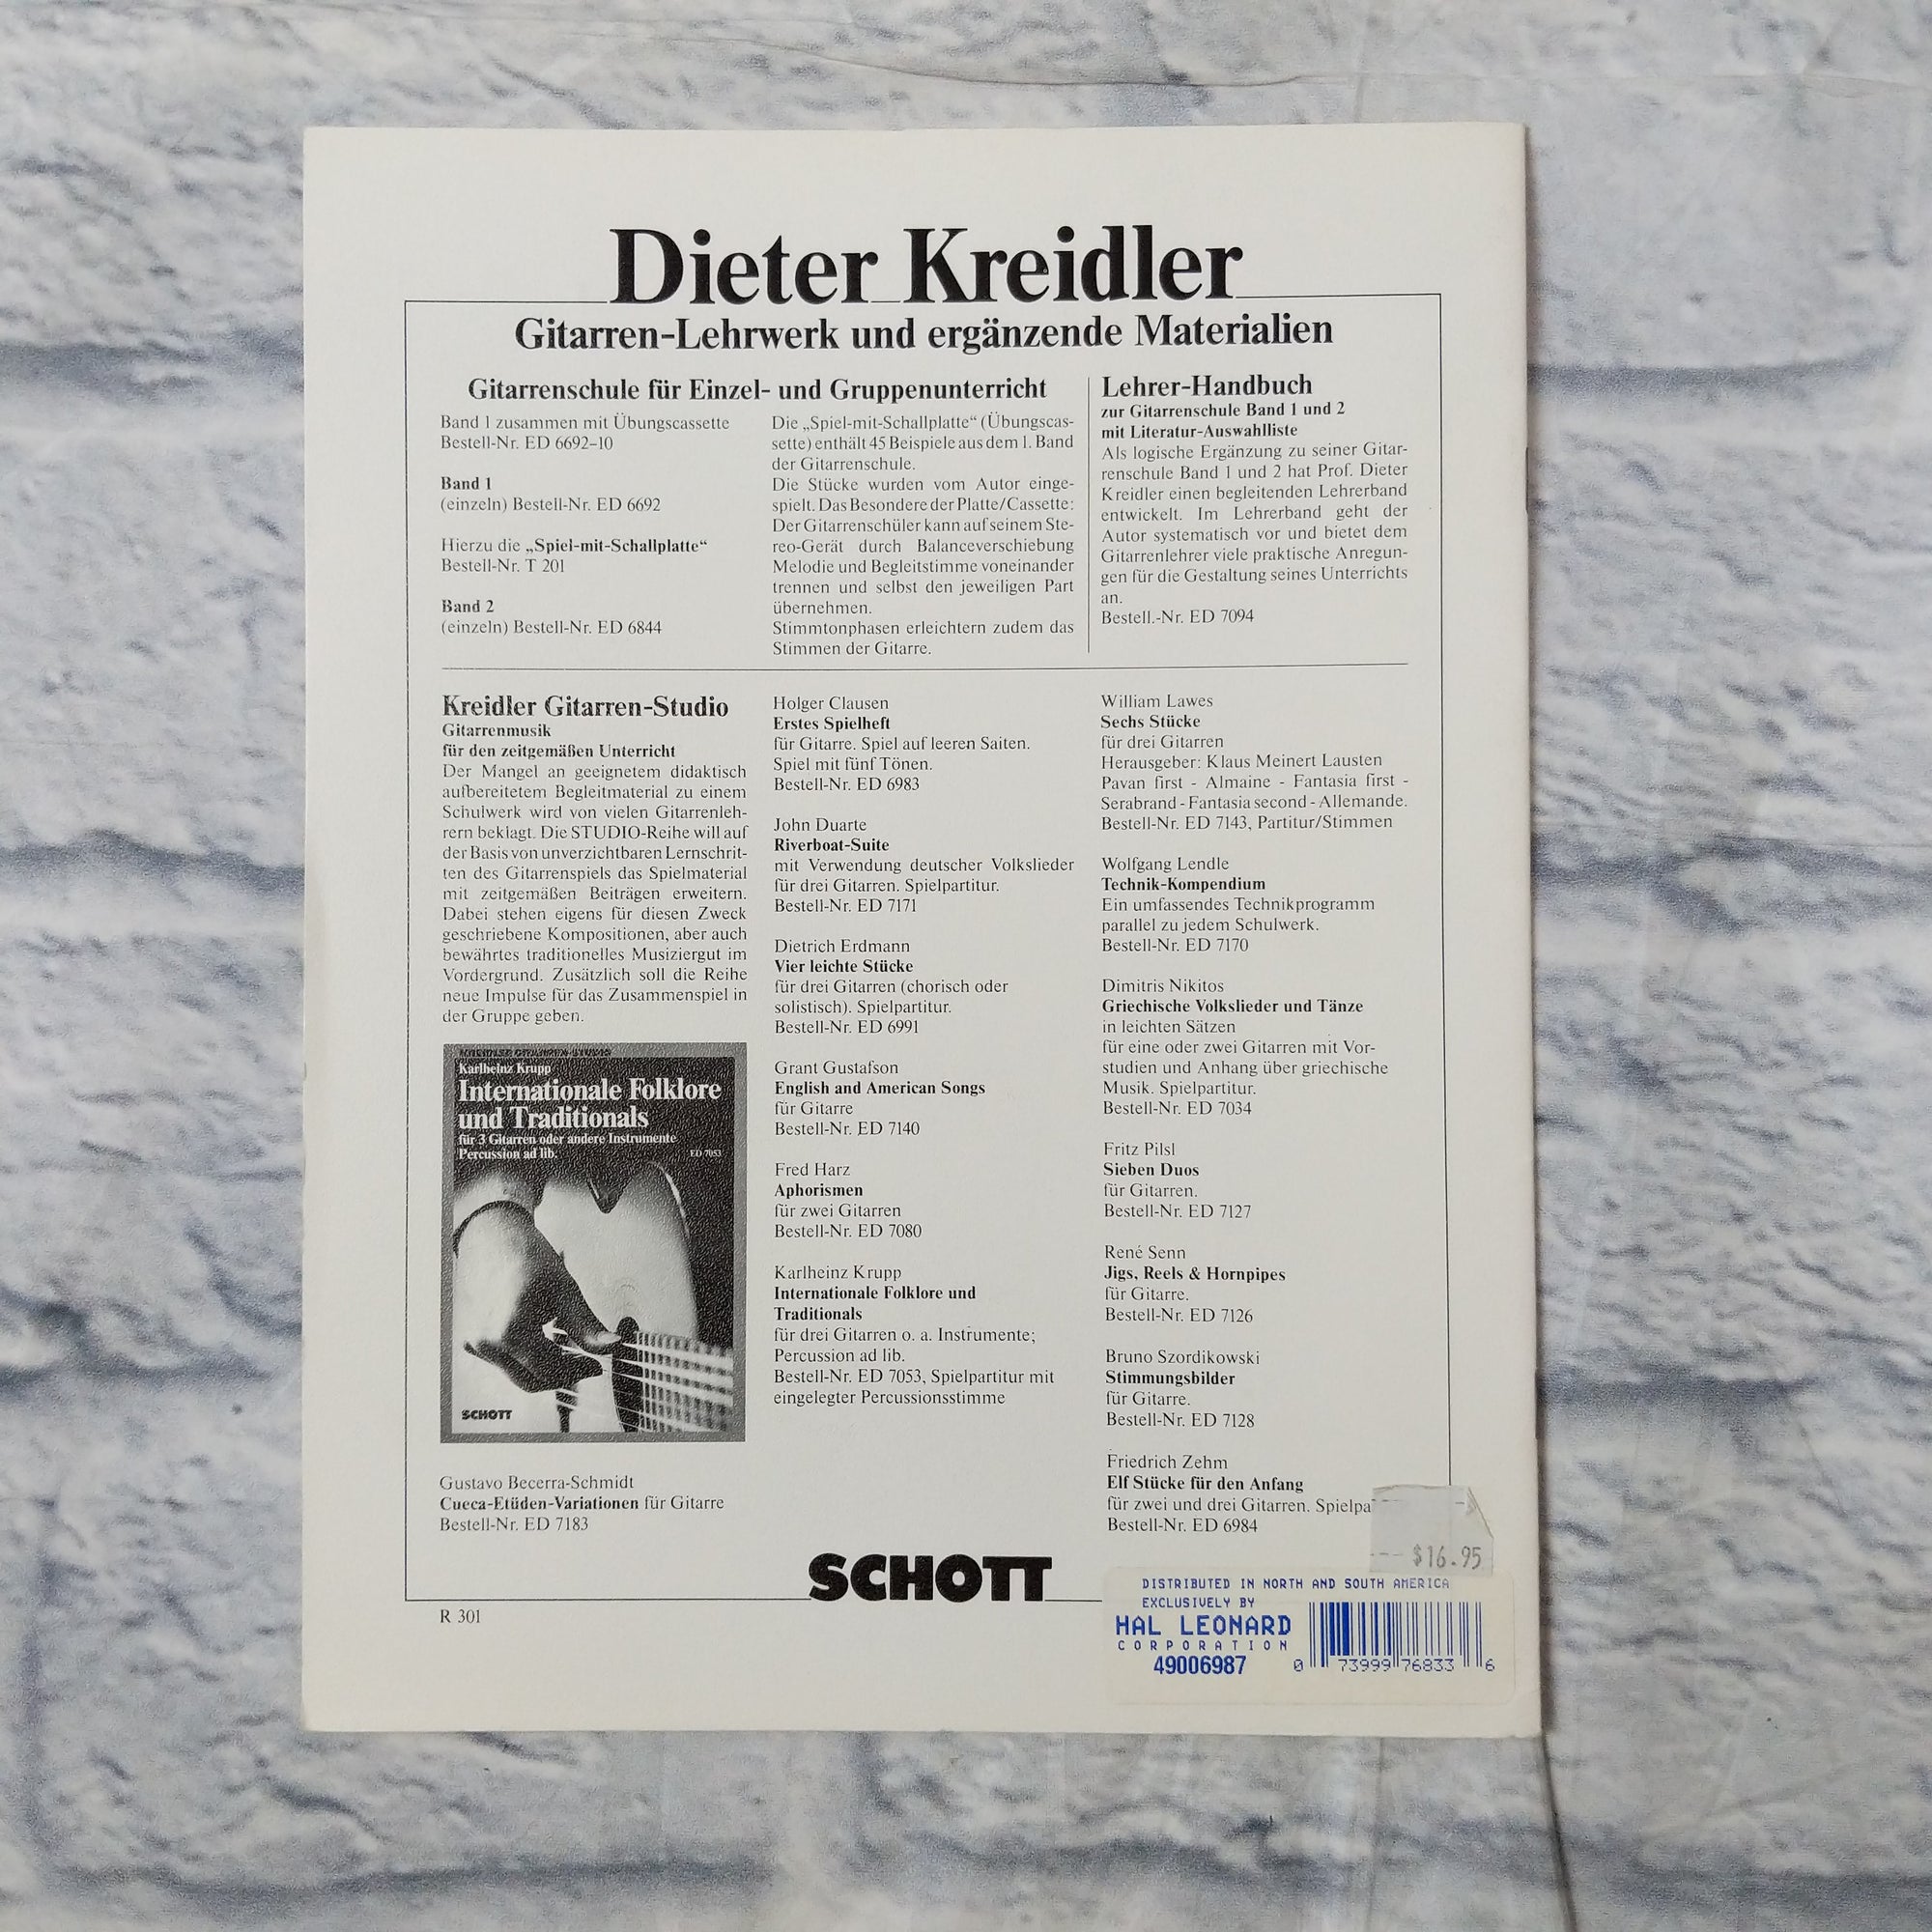 Dieter Kreidler
Gitarren-Lehrwerk und ergänzende Materialien
Gitarrenschule für Einzel- und Gruppenunterricht
Band 1 zusammen mit Übungscassette
Bestell-Nr. ED 6692-10
Band 1
(einzeln) Bestell-Nr. ED 6692
Hierzu die „Spiel-mit-Schallplatte“
Bestell-Nr. T 201
Band 2
(einzeln) Bestell-Nr. ED 6844
Die „Spiel-mit-Schallplatte“ (Übungscas-
sette) enthält 45 Beispiele aus dem 1. Band
der Gitarrenschule.
Die Stücke wurden vom Autor einge-
spielt. Das Besondere der Platte/Cassette:
Der Gitarrenschüler kann auf seinem Ste-
reo-Gerät durch Balanceverschiebung
Melodie und Begleitstimme voneinander
trennen und selbst den jeweiligen Part
übernehmen.
Stimmtonphasen erleichtern zudem das
Stimmen der Gitarre.
Lehrer-Handbuch
zur Gitarrenschule Band 1 und 2
mit Literatur-Auswahlliste
Als logische Ergänzung zu seiner Gitar-
renschule Band 1 und 2 hat Prof. Dieter
Kreidler einen begleitenden Lehrerband
entwickelt. Im Lehrerband geht der
Autor systematisch vor und bietet dem
Gitarrenlehrer viele praktische Anregun-
gen für die Gestaltung seines Unterrichts
an.
Bestell.-Nr. ED 7094
Kreidler Gitarren-Studio
Gitarrenmusik
für den zeitgemäßen Unterricht
Der Mangel an geeignetem didaktisch
aufbereitetem Begleitmaterial zu einem
Schulwerk wird von vielen Gitarrenleh-
rern beklagt. Die STUDIO-Reihe will auf
der Basis von unverzichtbaren Lernschrit-
ten des Gitarrenspiels das Spielmaterial
mit zeitgemäßen Beiträgen erweitern.
Dabei stehen eigens für diesen Zweck
geschriebene Kompositionen, aber auch
bewährtes traditionelles Musiziergut im
Vordergrund. Zusätzlich soll die Reihe
neue Impulse für das Zusammenspiel in
der Gruppe geben.
KREIDLER GITARREN-STUDIO
Karlheinz Krupp
Internationale Folklore
und Traditionals
für 3 Gitarren oder andere Instrumente
Percussion ad lib.
ED 7053
SCHOTT
Gustavo Becerra-Schmidt
Cueca-Etüden-Variationen für Gitarre
Bestell-Nr. ED 7183
Holger Clausen
Erstes Spielheft
für Gitarre. Spiel auf leeren Saiten.
Spiel mit fünf Tönen.
Bestell-Nr. ED 6983
John Duarte
Riverboat-Suite
mit Verwendung deutscher Volkslieder
für drei Gitarren. Spielpartitur.
Bestell-Nr. ED 7171
Dietrich Erdmann
Vier leichte Stücke
für drei Gitarren (chorisch oder
solistisch). Spielpartitur.
Bestell-Nr. ED 6991
Grant Gustafson
English and American Songs
für Gitarre
Bestell-Nr. ED 7140
Fred Harz
Aphorismen
für zwei Gitarren
Bestell-Nr. ED 7080
Karlheinz Krupp
Internationale Folklore und
Traditionals
für drei Gitarren o. a. Instrumente;
Percussion ad lib.
Bestell-Nr. ED 7053, Spielpartitur mit
eingelegter Percussionsstimme
William Lawes
Sechs Stücke
für drei Gitarren
Herausgeber: Klaus Meinert Lausten
Pavan first - Almaine - Fantasia first -
Serabrand - Fantasia second - Allemande.
Bestell-Nr. ED 7143, Partitur/Stimmen
Wolfgang Lendle
Technik-Kompendium
Ein umfassendes Technikprogramm
parallel zu jedem Schulwerk.
Bestell-Nr. ED 7170
Dimitris Nikitos
Griechische Volkslieder und Tänze
in leichten Sätzen
für eine oder zwei Gitarren mit Vor-
studien und Anhang über griechische
Musik. Spielpartitur.
Bestell-Nr. ED 7034
Fritz Pilsl
Sieben Duos
für Gitarren.
Bestell-Nr. ED 7127
René Senn
Jigs, Reels & Hornpipes
für Gitarre.
Bestell-Nr. ED 7126
Bruno Szordikowski
Stimmungsbilder
für Gitarre.
Bestell-Nr. ED 7128
Friedrich Zehm
Elf Stücke für den Anfang
für zwei und drei Gitarren. Spielpa
Bestell-Nr. ED 6984
$16.95
SCHOTT
R 301
DISTRIBUTED IN NORTH AND SOUTH AMERICA
EXCLUSIVELY BY
HAL LEONARD
CORPORATION
49006987
0 73999 76833 6